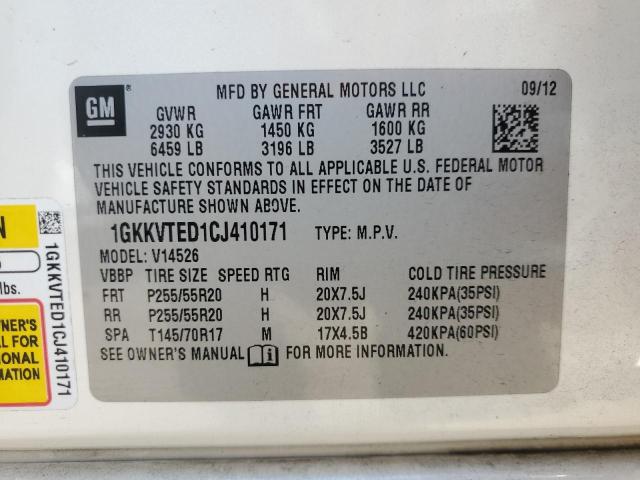 GM
MFD BY GENERAL MOTORS LLC 09/12
GVWR GAWR FRT GAWR RR
2930 KG 1450 KG 1600 KG
6459 LB 3196 LB 3527 LB
THIS VEHICLE CONFORMS TO ALL APPLICABLE U.S. FEDERAL MOTOR
VEHICLE SAFETY STANDARDS IN EFFECT ON THE DATE OF
MANUFACTURE SHOWN ABOVE.
1GKKVTED1CJ410171 TYPE: M.P.V.
MODEL: V14526
VBBP TIRE SIZE SPEED RTG RIM COLD TIRE PRESSURE
FRT P255/55R20 H 20X7.5J 240KPA(35PSI)
RR P255/55R20 H 20X7.5J 240KPA(35PSI)
SPA T145/70R17 M 17X4.5B 420KPA(60PSI)
SEE OWNER'S MANUAL i FOR MORE INFORMATION.
N
lbs.
NER'S
AL FOR
IONAL
MATION
1GKKVTED1CJ410171